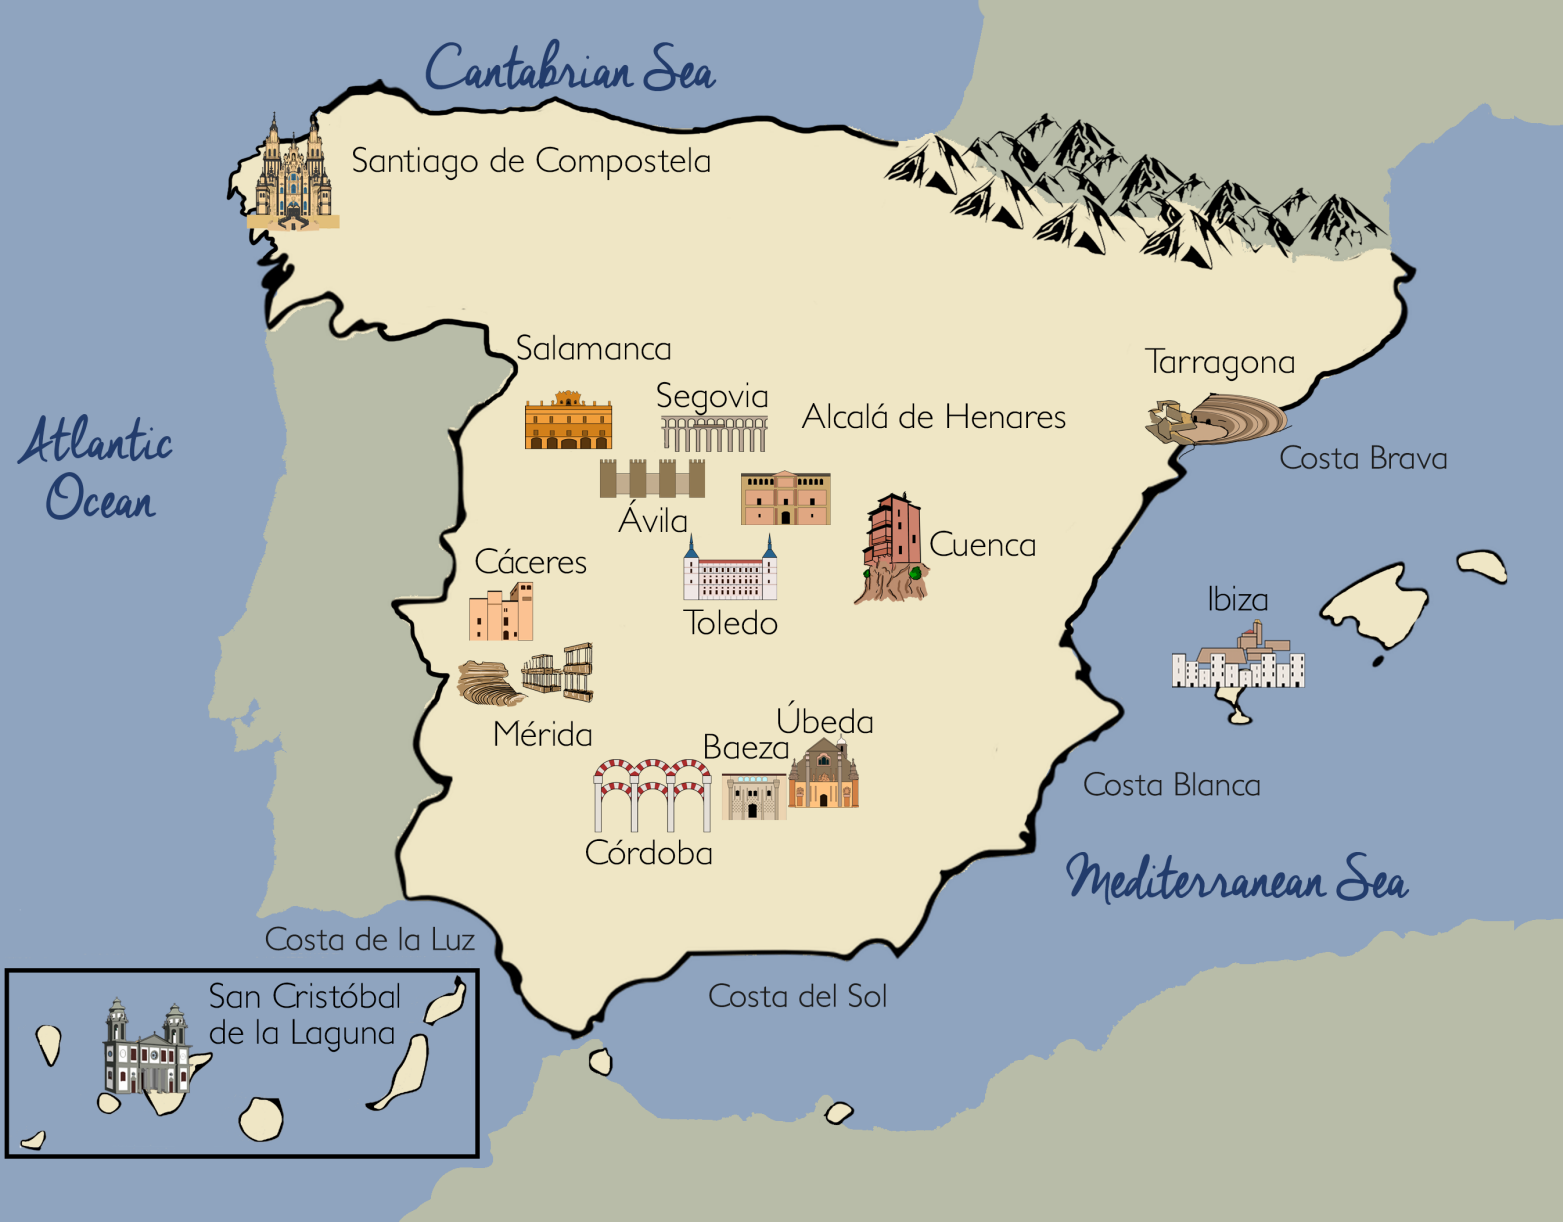 Cantabrian Sea
Santiago de Compostela
Salamanca
Tarragona
Segovia
Alcalá de Henares
Atlantic
Ocean
Costa Brava
Ávila
Cuenca
Cáceres
Ibiza
Toledo
Úbeda
Mérida
Baeza
Costa Blanca
Córdoba
Mediterranean Sea
Costa de la Luz
San Cristóbal
de la Laguna
Costa del Sol